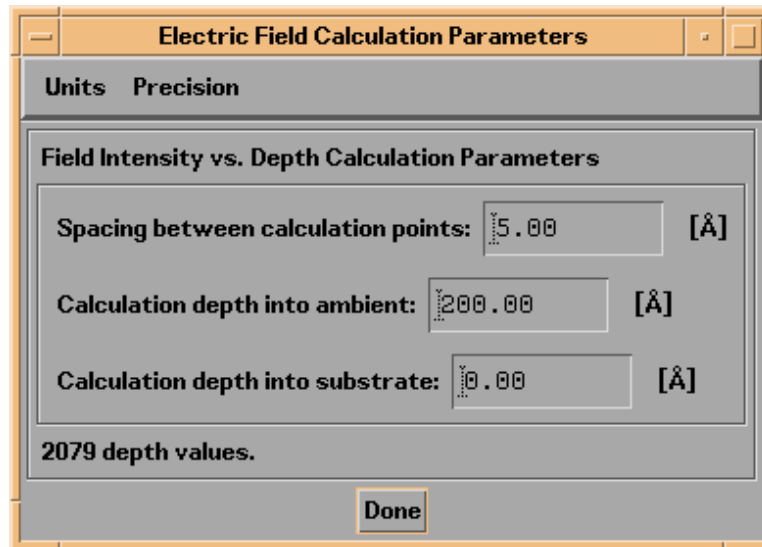 Electric Field Calculation Parameters
Units Precision
Field Intensity vs. Depth Calculation Parameters
Spacing between calculation points: 5.00 [Å]
Calculation depth into ambient: 200.00 [Å]
Calculation depth into substrate: 0.00 [Å]
2079 depth values.
Done